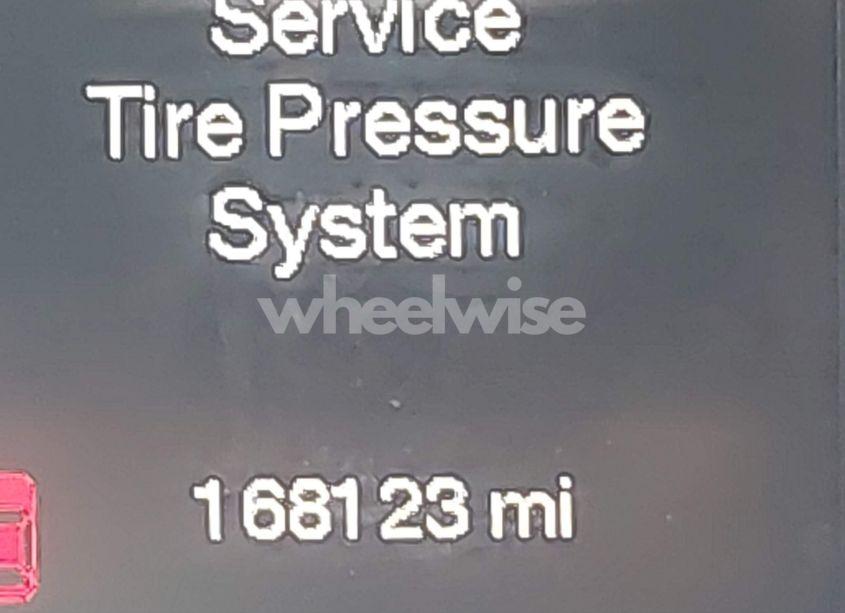 Service
Tire Pressure
System
wheelwise
168123 mi